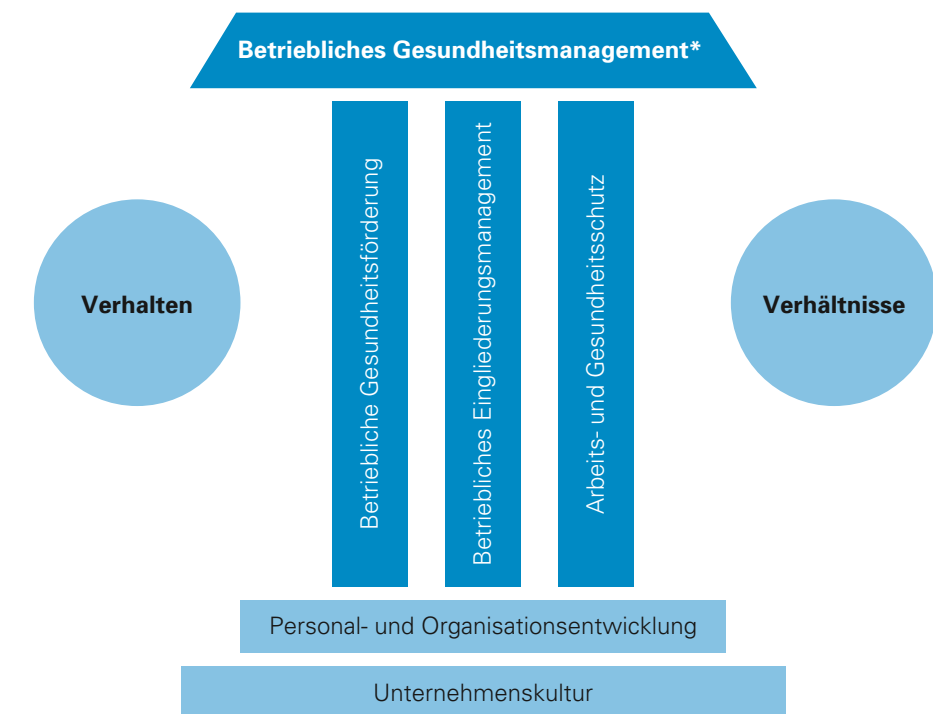 Betriebliches Gesundheitsmanagement*
Verhalten
Betriebliche Gesundheitsförderung
Betriebliches Eingliederungsmanagement
Arbeits- und Gesundheitsschutz
Verhältnisse
Personal- und Organisationsentwicklung
Unternehmenskultur